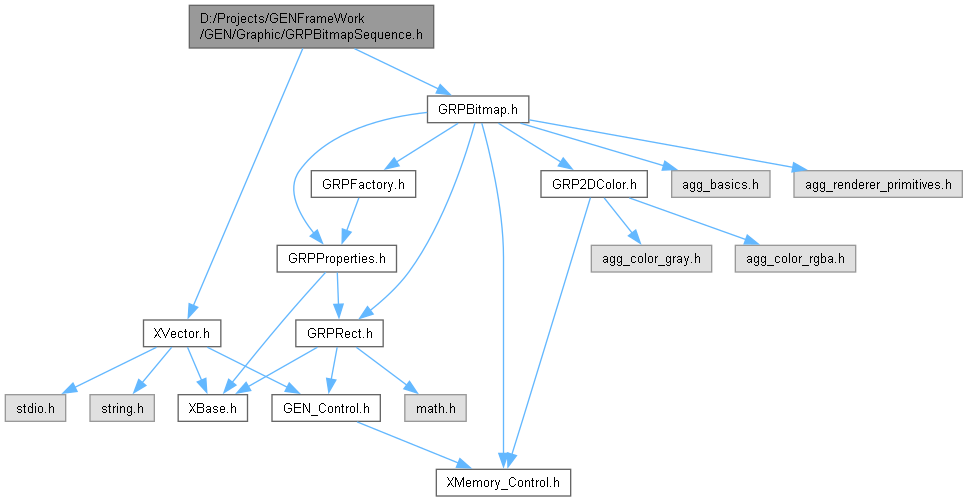 D:/Projects/GENFrameWork
/GEN/Graphic/GRPBitmapSequence.h
GRPBitmap.h
GRPFactory.h
GRP2DColor.h
agg_basics.h
agg_renderer_primitives.h
GRPProperties.h
agg_color_gray.h
agg_color_rgba.h
XVector.h
GRPRect.h
stdio.h
string.h
XBase.h
GEN_Control.h
math.h
XMemory_Control.h